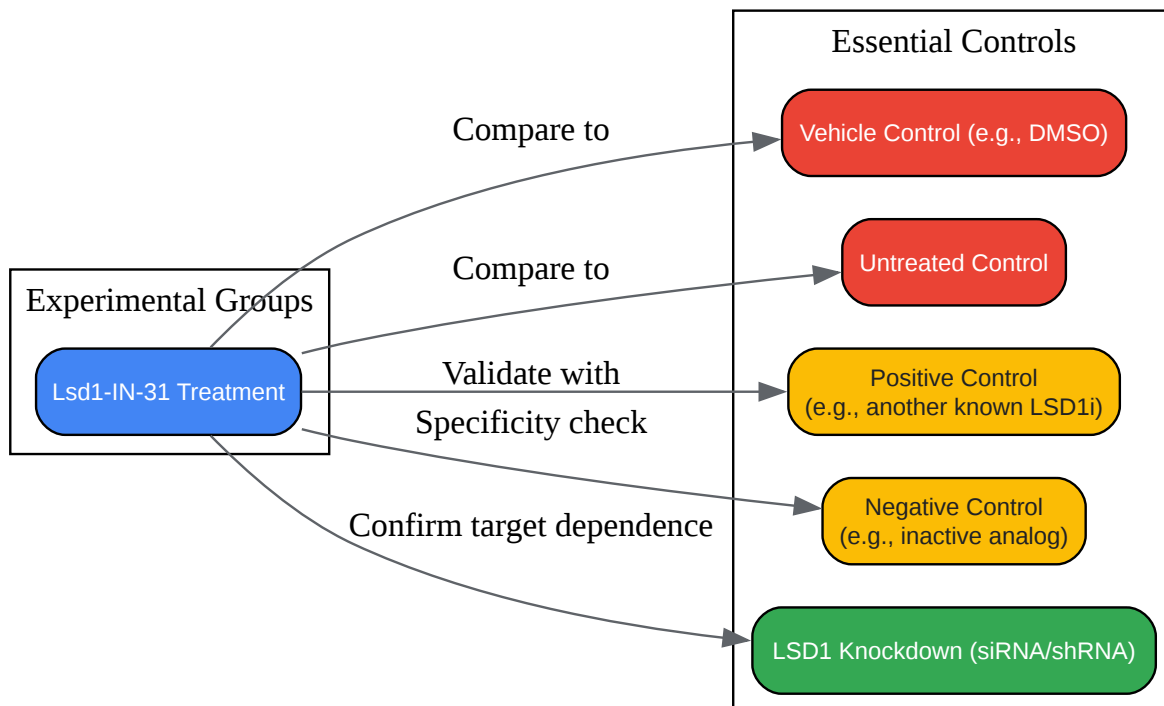 Essential Controls
Compare to
Vehicle Control (e.g., DMSO)
Compare to
Untreated Control
Experimental Groups
Lsd1-IN-31 Treatment
Validate with
Positive Control
(e.g., another known LSD1i)
Specificity check
Negative Control
(e.g., inactive analog)
Confirm target dependence
LSD1 Knockdown (siRNA/shRNA)